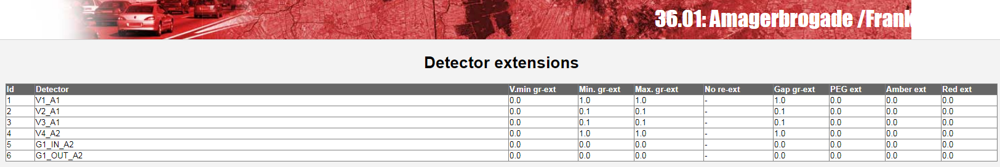 36.01: Amagerbrogade /Frank
Detector extensions
Id Detector V.min gr-ext Min. gr-ext Max. gr-ext No re-ext Gap gr-ext PEG ext Amber ext Red ext
1 V1_A1 0.0 1.0 1.0 - 1.0 0.0 0.0 0.0
2 V2_A1 0.0 0.1 0.1 - 0.1 0.0 0.0 0.0
3 V3_A1 0.0 0.1 0.1 - 0.1 0.0 0.0 0.0
4 V4_A2 0.0 1.0 1.0 - 1.0 0.0 0.0 0.0
5 G1_IN_A2 0.0 0.0 0.0 - 0.0 0.0 0.0 0.0
6 G1_OUT_A2 0.0 0.0 0.0 - 0.0 0.0 0.0 0.0